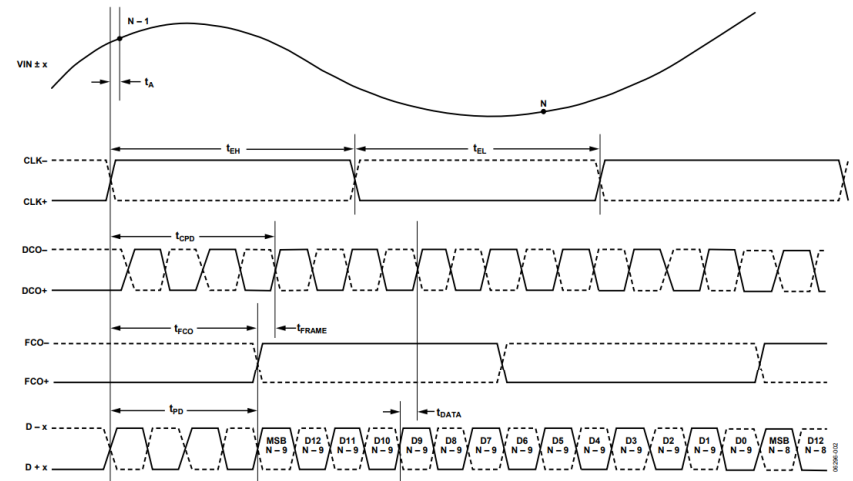 N – 1
VIN ± x
tA
N
tEH
tEL
CLK–
CLK+
tCPD
DCO–
DCO+
tFCO
tFRAME
FCO–
FCO+
tPD
tDATA
D – x
MSB N – 9
D12 N – 9
D11 N – 9
D10 N – 9
D9 N – 9
D8 N – 9
D7 N – 9
D6 N – 9
D5 N – 9
D4 N – 9
D3 N – 9
D2 N – 9
D1 N – 9
D0 N – 9
MSB N – 8
D12 N – 8
D + x
06296-002